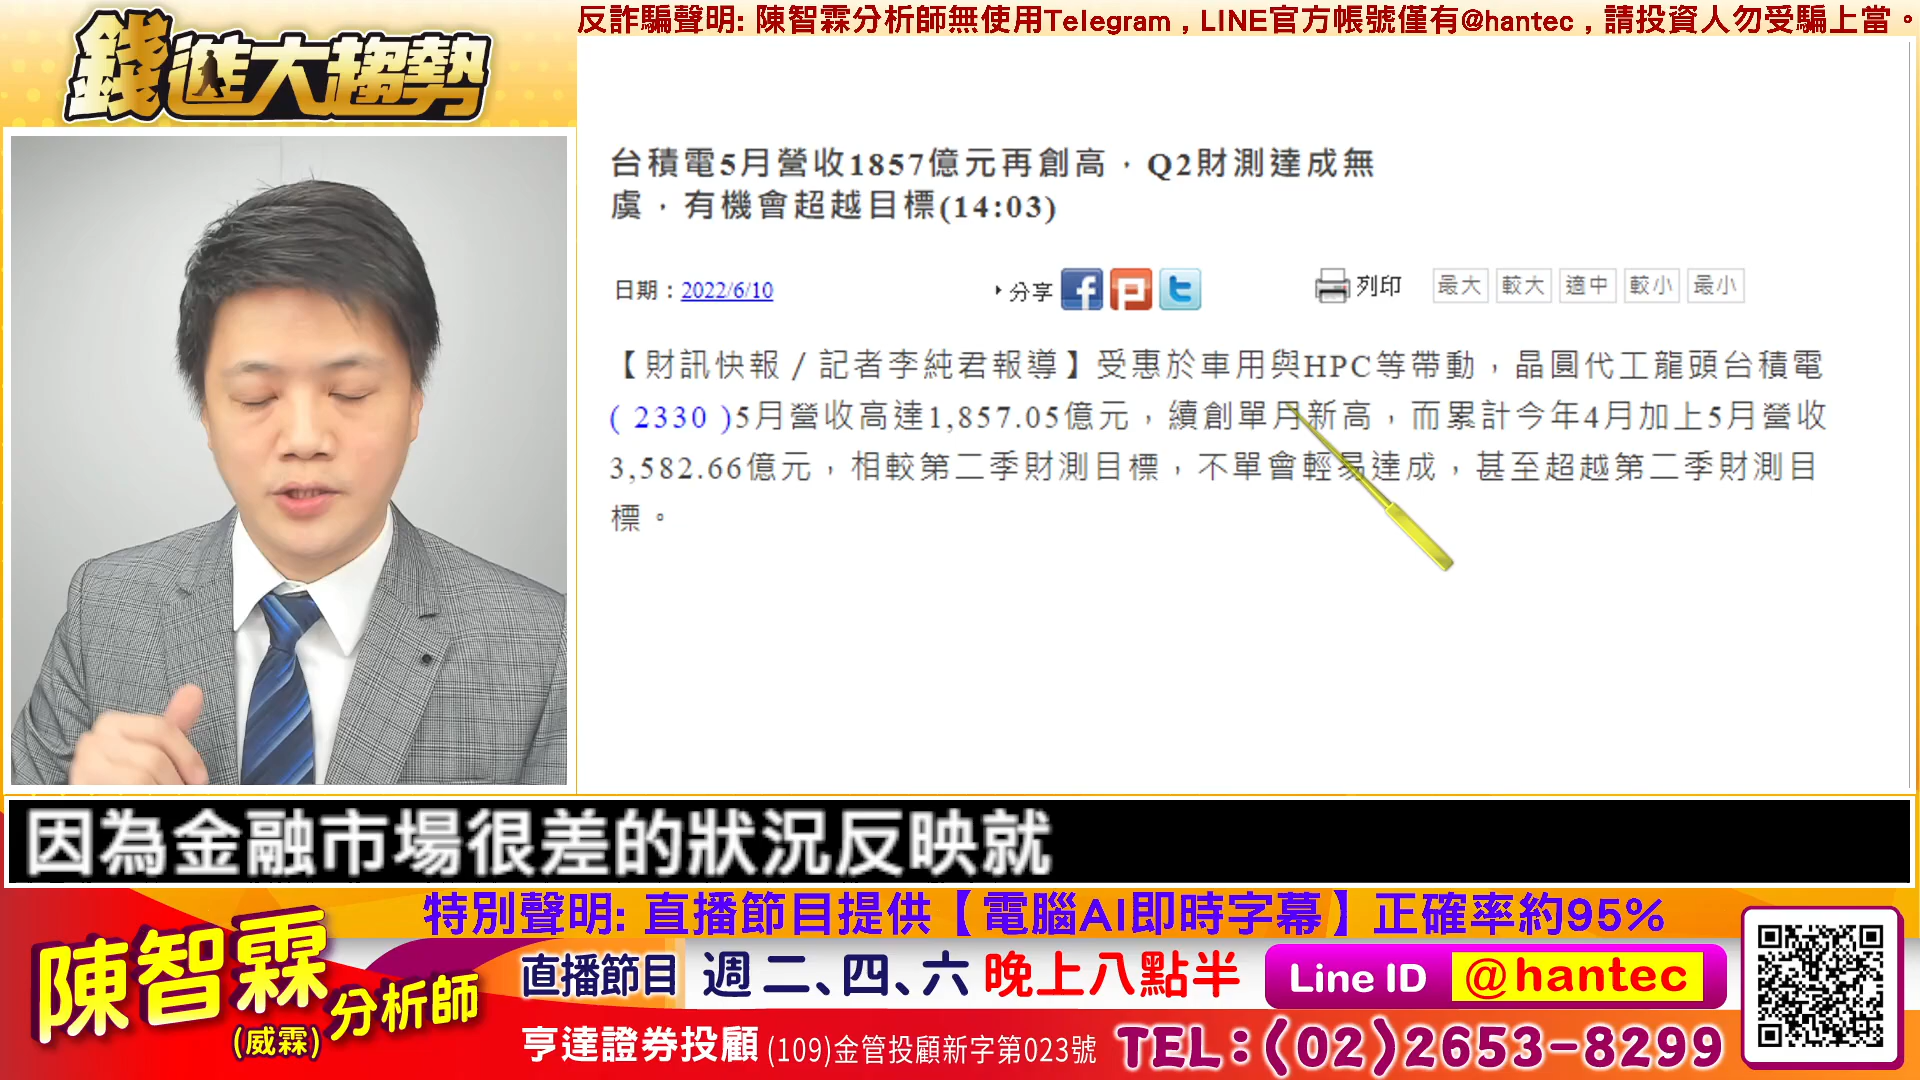 反詐騙聲明: 陳智霖分析師無使用Telegram , LINE官方帳號僅有@hantec , 請投資人勿受騙上當。
錢進大趨勢
台積電5月營收1857億元再創高，Q2財測達成無
虞，有機會超越目標(14:03)
日期：2022/6/10
分享
列印
最大 較大 適中 較小 最小
【財訊快報／記者李純君報導】受惠於車用與HPC等帶動，晶圓代工龍頭台積電
( 2330 )5月營收高達1,857.05億元，續創單月新高，而累計今年4月加上5月營收
3,582.66億元，相較第二季財測目標，不單會輕易達成，甚至超越第二季財測目
標。
因為金融市場很差的狀況反映就
特別聲明: 直播節目提供【電腦AI即時字幕】正確率約95%
陳智霖分析師
(威霖)
直播節目 週二、四、六 晚上八點半
Line ID @hantec
亨達證券投顧 (109)金管投顧新字第023號
TEL:(02)2653-8299